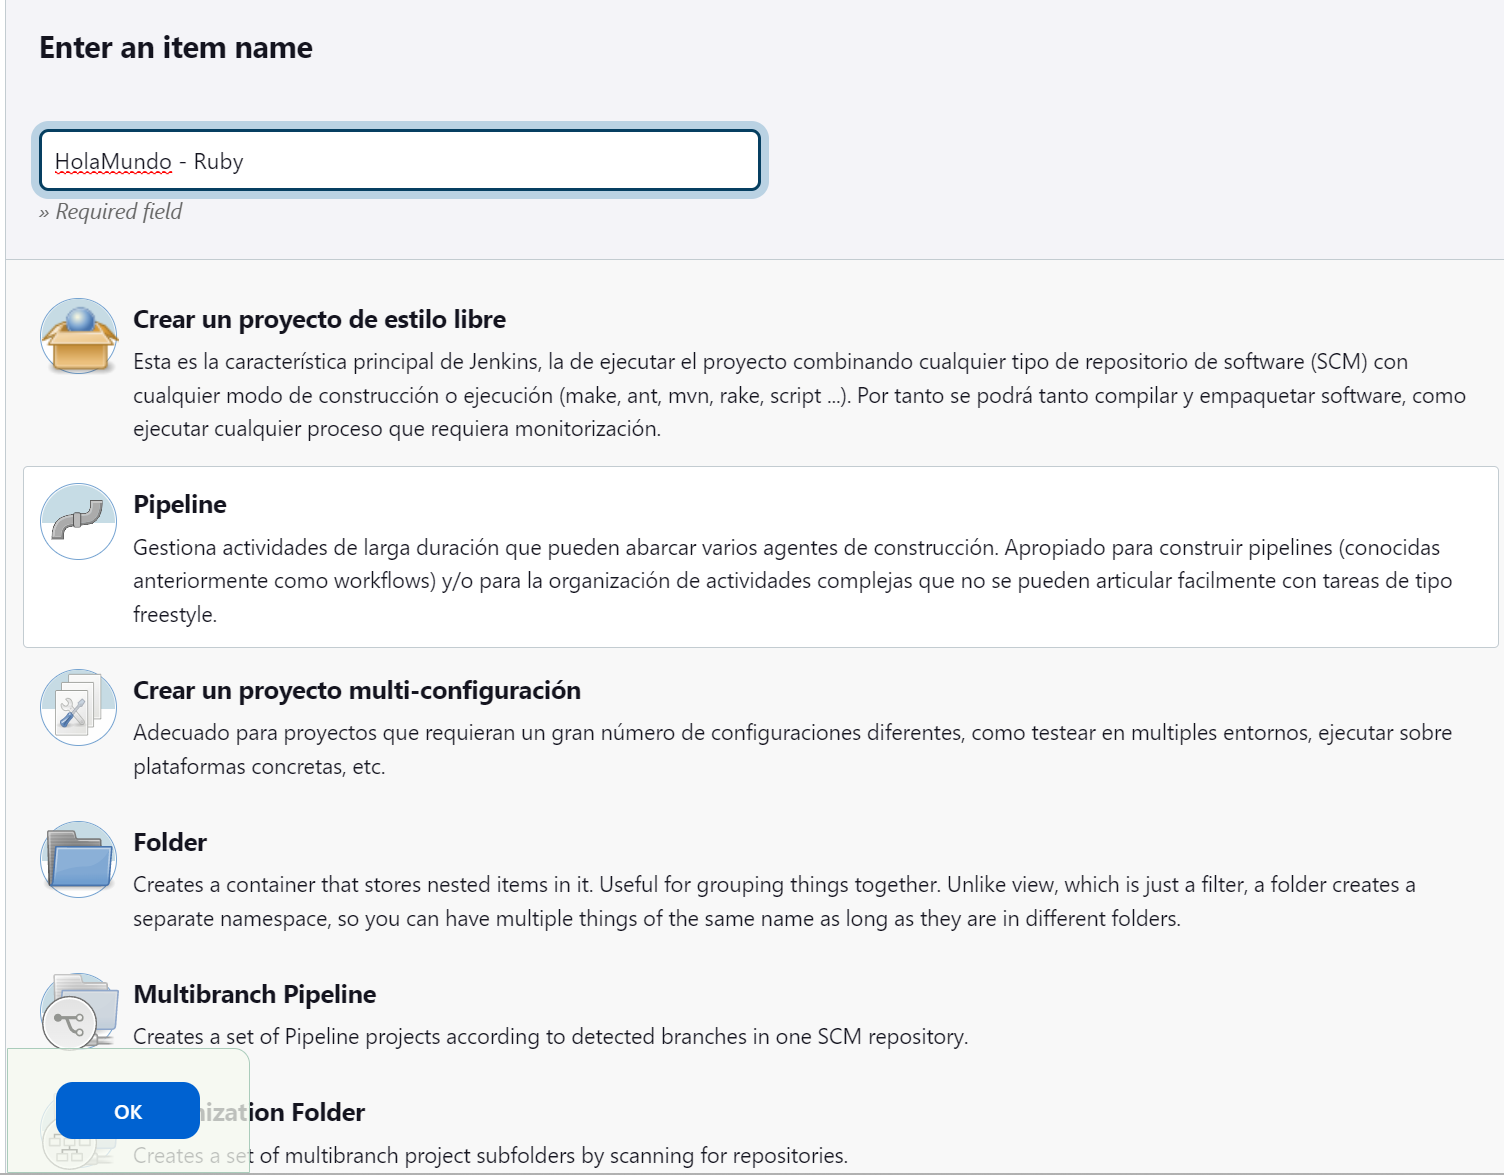 Enter an item name
HolaMundo - Ruby
» Required field
Crear un proyecto de estilo libre
Esta es la característica principal de Jenkins, la de ejecutar el proyecto combinando cualquier tipo de repositorio de software (SCM) con
cualquier modo de construcción o ejecución (make, ant, mvn, rake, script ...). Por tanto se podrá tanto compilar y empaquetar software, como
ejecutar cualquier proceso que requiera monitorización.
Pipeline
Gestiona actividades de larga duración que pueden abarcar varios agentes de construcción. Apropiado para construir pipelines (conocidas
anteriormente como workflows) y/o para la organización de actividades complejas que no se pueden articular facilmente con tareas de tipo
freestyle.
Crear un proyecto multi-configuración
Adecuado para proyectos que requieran un gran número de configuraciones diferentes, como testear en multiples entornos, ejecutar sobre
plataformas concretas, etc.
Folder
Creates a container that stores nested items in it. Useful for grouping things together. Unlike view, which is just a filter, a folder creates a
separate namespace, so you can have multiple things of the same name as long as they are in different folders.
Multibranch Pipeline
Creates a set of Pipeline projects according to detected branches in one SCM repository.
OK
ization Folder
Creates a set of multibranch project subfolders by scanning for repositories.